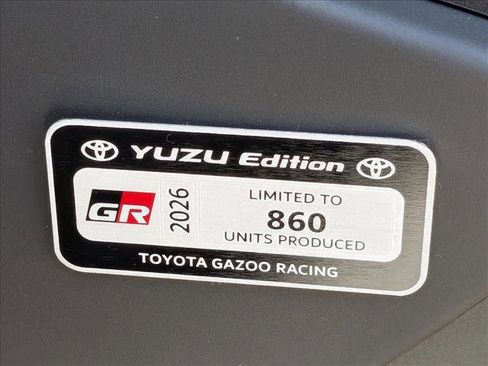 YUZU Edition
GR
2026
LIMITED TO
860
UNITS PRODUCED
TOYOTA GAZOO RACING